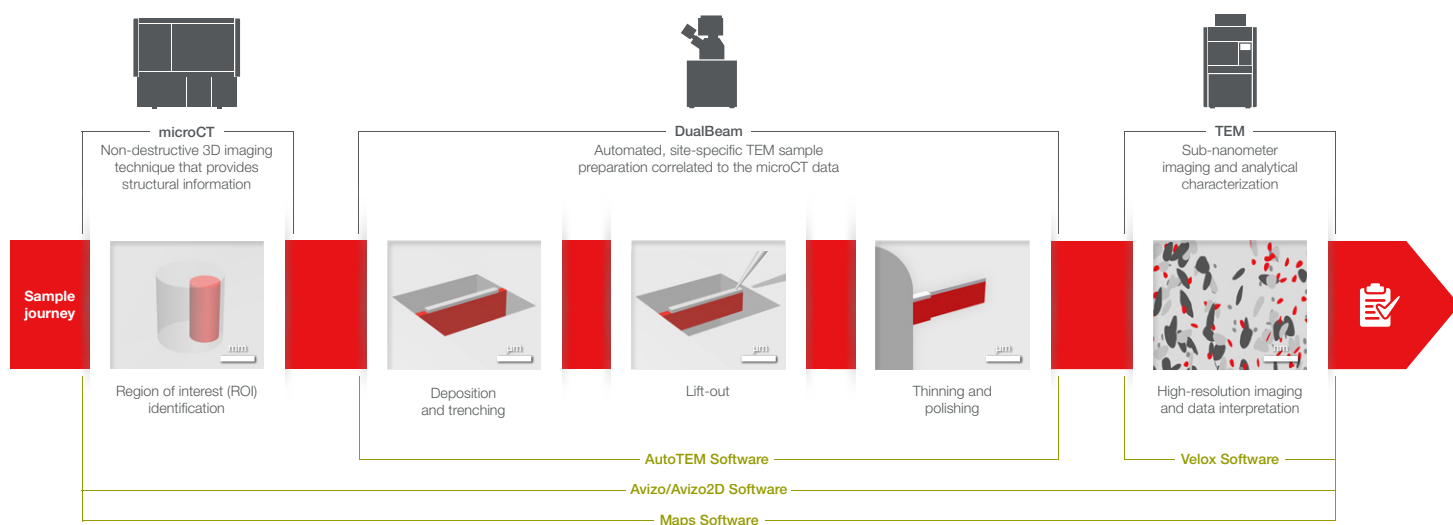 microCT
Non-destructive 3D imaging
technique that provides
structural information
DualBeam
Automated, site-specific TEM sample
preparation correlated to the microCT data
TEM
Sub-nanometer
imaging and analytical
characterization
Sample
journey
mm
µm
µm
µm
nm
Region of interest (ROI)
identification
Deposition
and trenching
Lift-out
Thinning and
polishing
High-resolution imaging
and data interpretation
AutoTEM Software
Velox Software
Avizo/Avizo2D Software
Maps Software